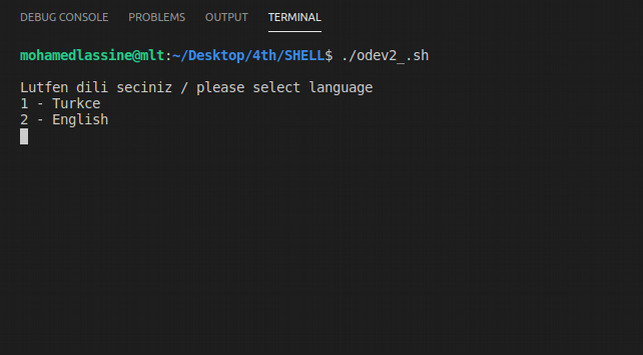 DEBUG CONSOLE PROBLEMS OUTPUT TERMINAL
mohamedlassine@mlt:~/Desktop/4th/SHELL$ ./odev2_.sh
Lutfen dili seciniz / please select language
1 - Turkce
2 - English